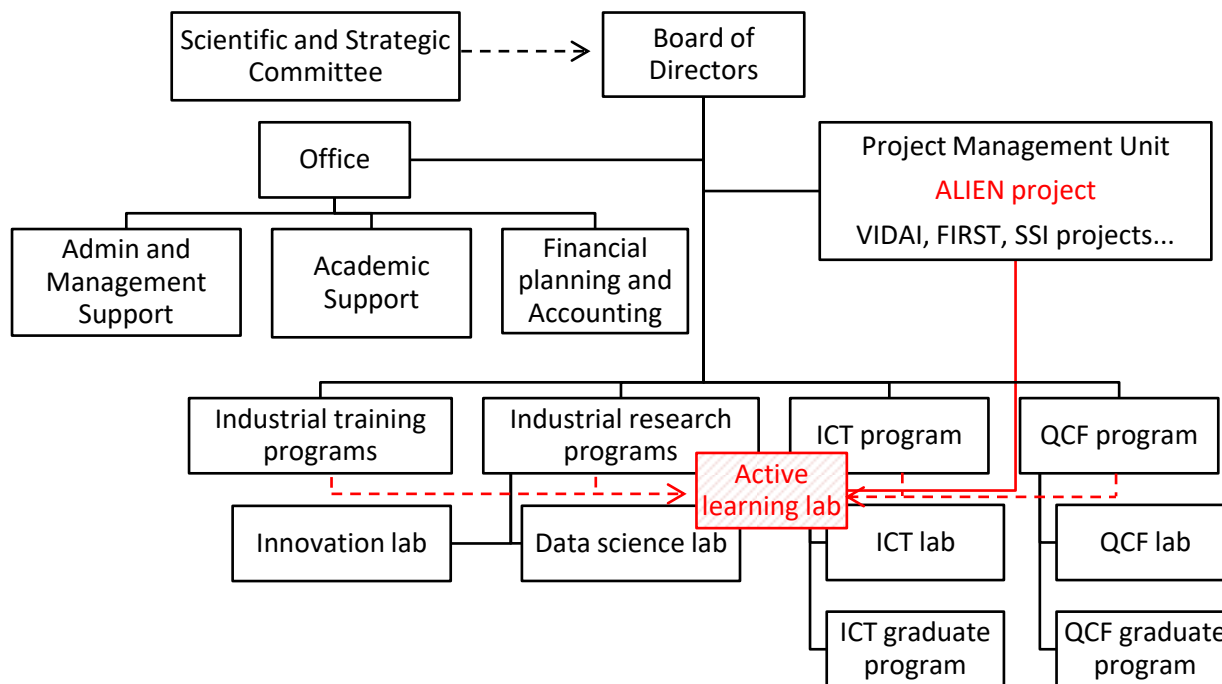 Scientific and Strategic
Committee
Board of
Directors
Office
Project Management Unit
ALIEN project
VIDAI, FIRST, SSI projects...
Admin and
Management
Support
Academic
Support
Financial
planning and
Accounting
Industrial training
programs
Industrial research
programs
ICT program
QCF program
Active
learning lab
Innovation lab
Data science lab
ICT lab
QCF lab
ICT graduate
program
QCF graduate
program